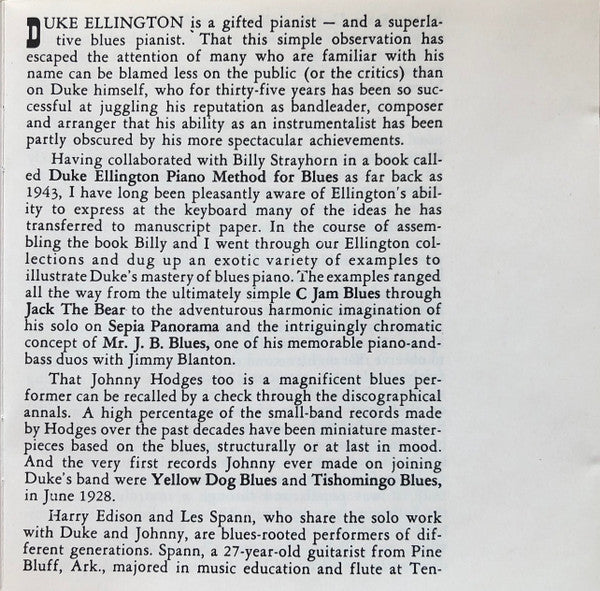 DUKE ELLINGTON is a gifted pianist — and a superla-
tive blues pianist. That this simple observation has
escaped the attention of many who are familiar with his
name can be blamed less on the public (or the critics) than
on Duke himself, who for thirty-five years has been so suc-
cessful at juggling his reputation as bandleader, composer
and arranger that his ability as an instrumentalist has been
partly obscured by his more spectacular achievements.
Having collaborated with Billy Strayhorn in a book call-
ed Duke Ellington Piano Method for Blues as far back as
1943, I have long been pleasantly aware of Ellington's abil-
ity to express at the keyboard many of the ideas he has
transferred to manuscript paper. In the course of assem-
bling the book Billy and I went through our Ellington col-
lections and dug up an exotic variety of examples to
illustrate Duke's mastery of blues piano. The examples ranged
all the way from the ultimately simple C Jam Blues through
Jack The Bear to the adventurous harmonic imagination of
his solo on Sepia Panorama and the intriguingly chromatic
concept of Mr. J. B. Blues, one of his memorable piano-and-
bass duos with Jimmy Blanton.
That Johnny Hodges too is a magnificent blues per-
former can be recalled by a check through the discographical
annals. A high percentage of the small-band records made
by Hodges over the past decades have been miniature master-
pieces based on the blues, structurally or at last in mood.
And the very first records Johnny ever made on joining
Duke's band were Yellow Dog Blues and Tishomingo Blues,
in June 1928.
Harry Edison and Les Spann, who share the solo work
with Duke and Johnny, are blues-rooted performers of dif-
ferent generations. Spann, a 27-year-old guitarist from Pine
Bluff, Ark., majored in music education and flute at Ten-